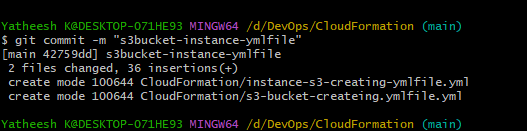 Yatheesh K@DESKTOP-071HE93 MINGW64 /d/DevOps/CloudFormation (main)
$ git commit -m "s3bucket-instance-ymlfile"
[main 42759dd] s3bucket-instance-ymlfile
 2 files changed, 36 insertions(+)
 create mode 100644 CloudFormation/instance-s3-creating-ymlfile.yml
 create mode 100644 CloudFormation/s3-bucket-createing.ymlfile.yml
Yatheesh K@DESKTOP-071HE93 MINGW64 /d/DevOps/CloudFormation (main)